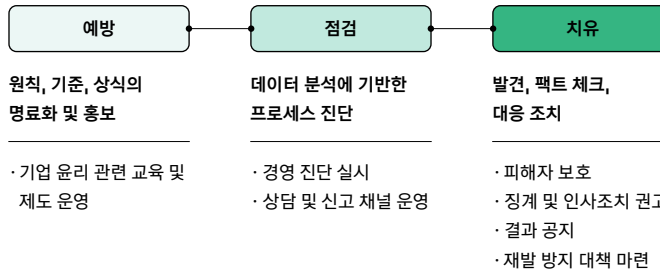 예방
점검
치유
원칙, 기준, 상식의
명료화 및 홍보
데이터 분석에 기반한
프로세스 진단
발견, 팩트 체크,
대응 조치
· 기업 윤리 관련 교육 및
제도 운영
· 경영 진단 실시
· 상담 및 신고 채널 운영
· 피해자 보호
· 징계 및 인사조치 권고
· 결과 공지
· 재발 방지 대책 마련